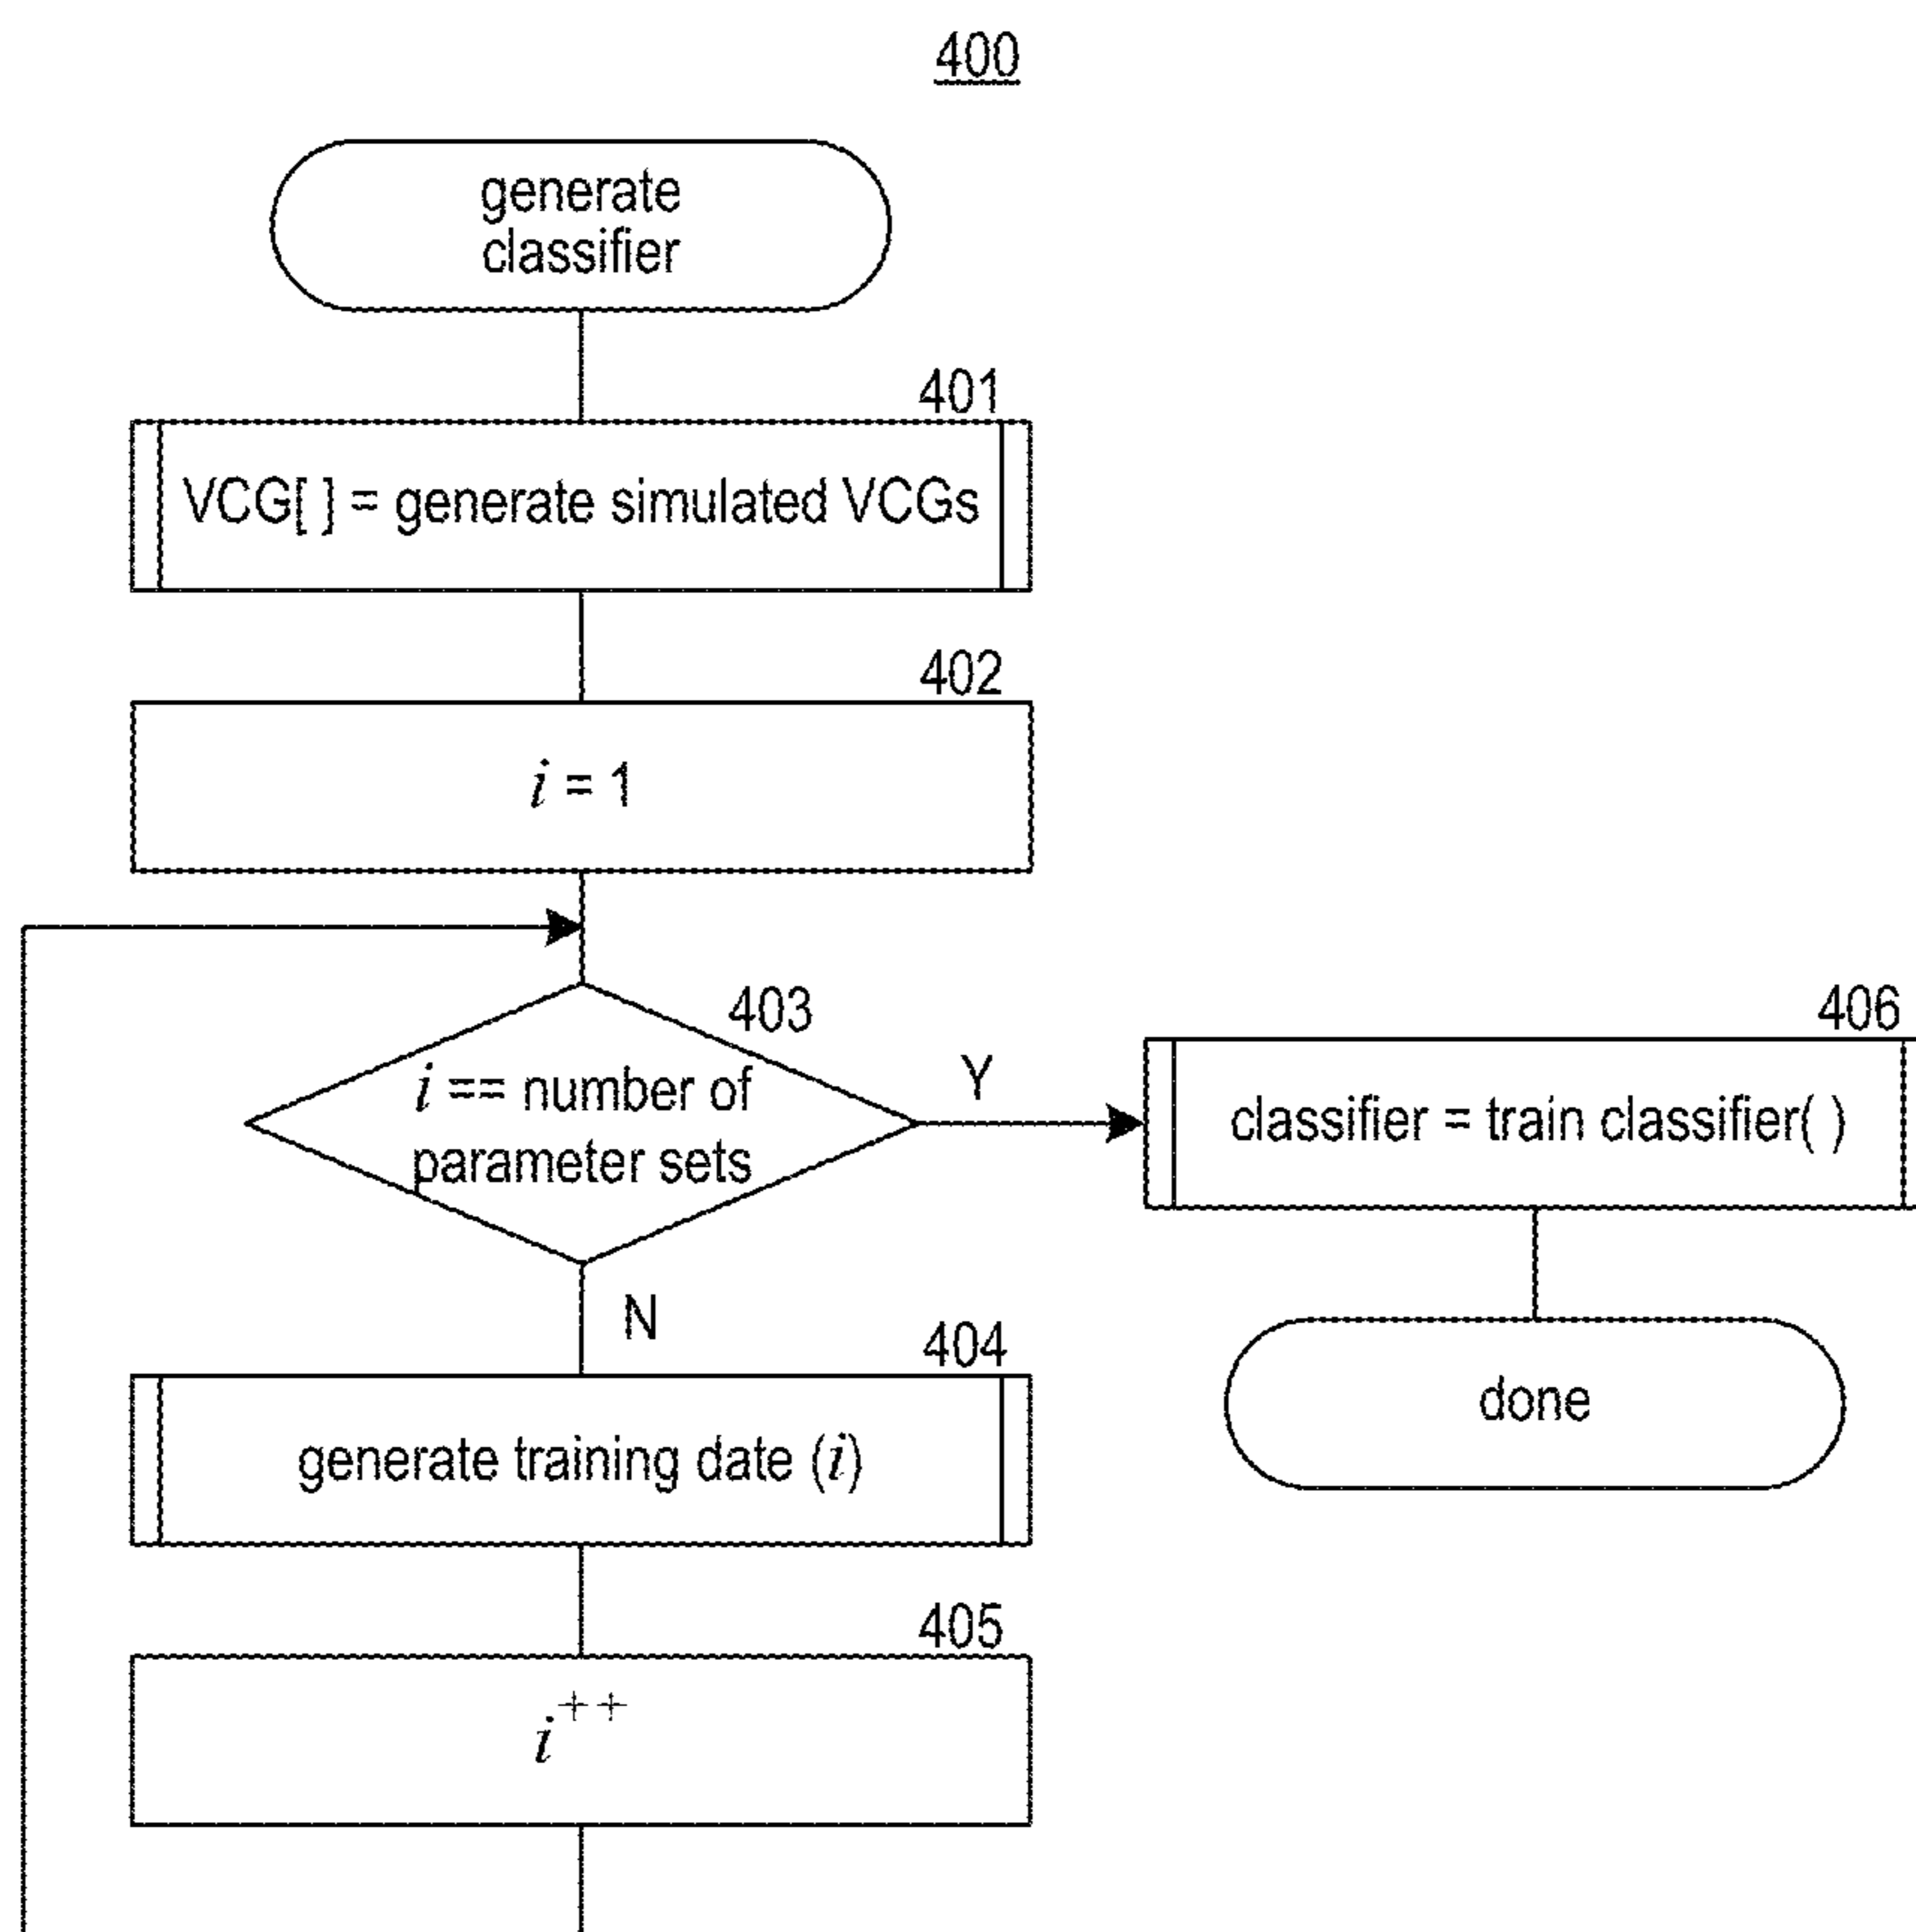 400
generate
classifier
401
VCG[ ] = generate simulated VCGs
402
i = 1
403
i == number of
parameter sets
Y
N
406
classifier = train classifier( )
done
404
generate training date (i)
405
i++